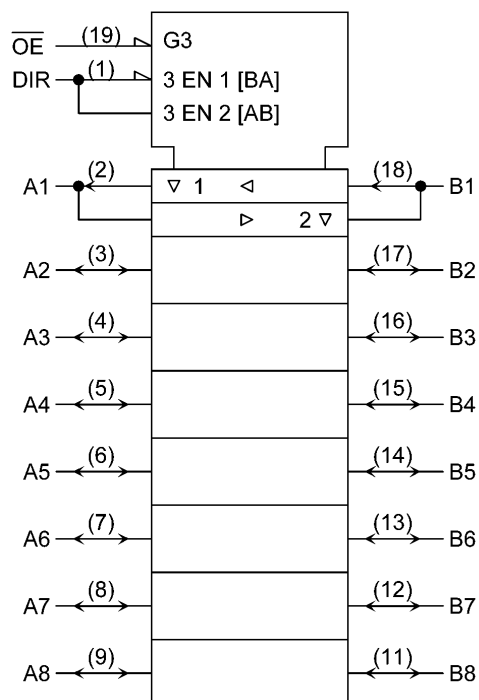 O̅E̅ (19) G3
DIR (1) 3 EN 1 [BA]
3 EN 2 [AB]
A1 (2) ▽ 1 ◁ (18) B1
▷ 2 ▽
A2 (3) (17) B2
A3 (4) (16) B3
A4 (5) (15) B4
A5 (6) (14) B5
A6 (7) (13) B6
A7 (8) (12) B7
A8 (9) (11) B8